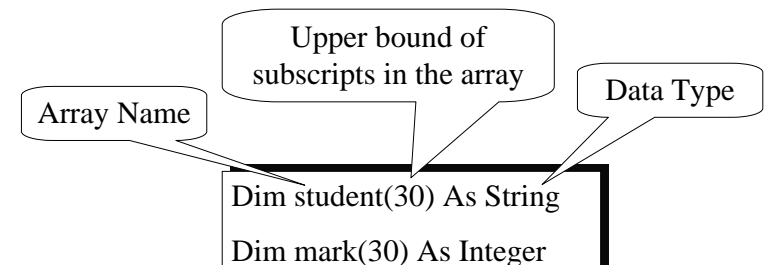 Upper bound of
subscripts in the array
Data Type
Array Name
Dim student(30) As String
Dim mark(30) As Integer